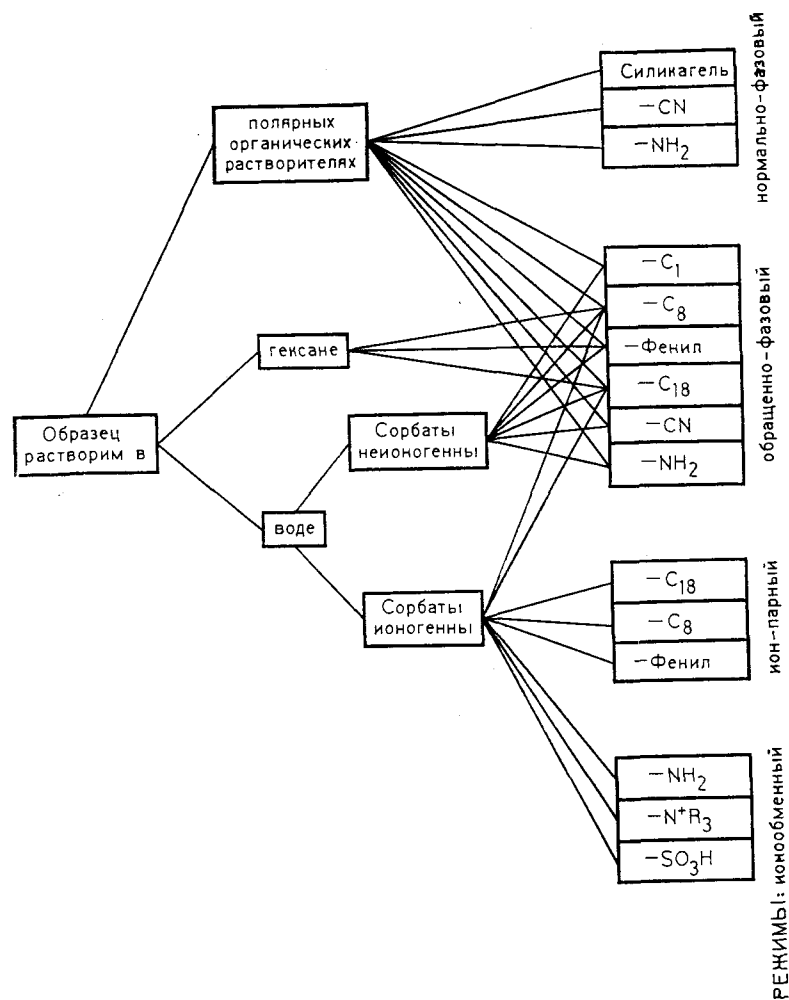 Образец
растворим в
полярных
органических
растворителях
гексане
воде
Сорбаты
неионогенны
Сорбаты
ионогенны
Силикагель
–CN
–NH₂
–C₁
–C₈
–Фенил
–C₁₈
–CN
–NH₂
–C₁₈
–C₈
–Фенил
–NH₂
–N⁺R₃
–SO₃H
РЕЖИМЫ: ионообменный
ион-парный
обращенно-фазовый
нормально-фазовый